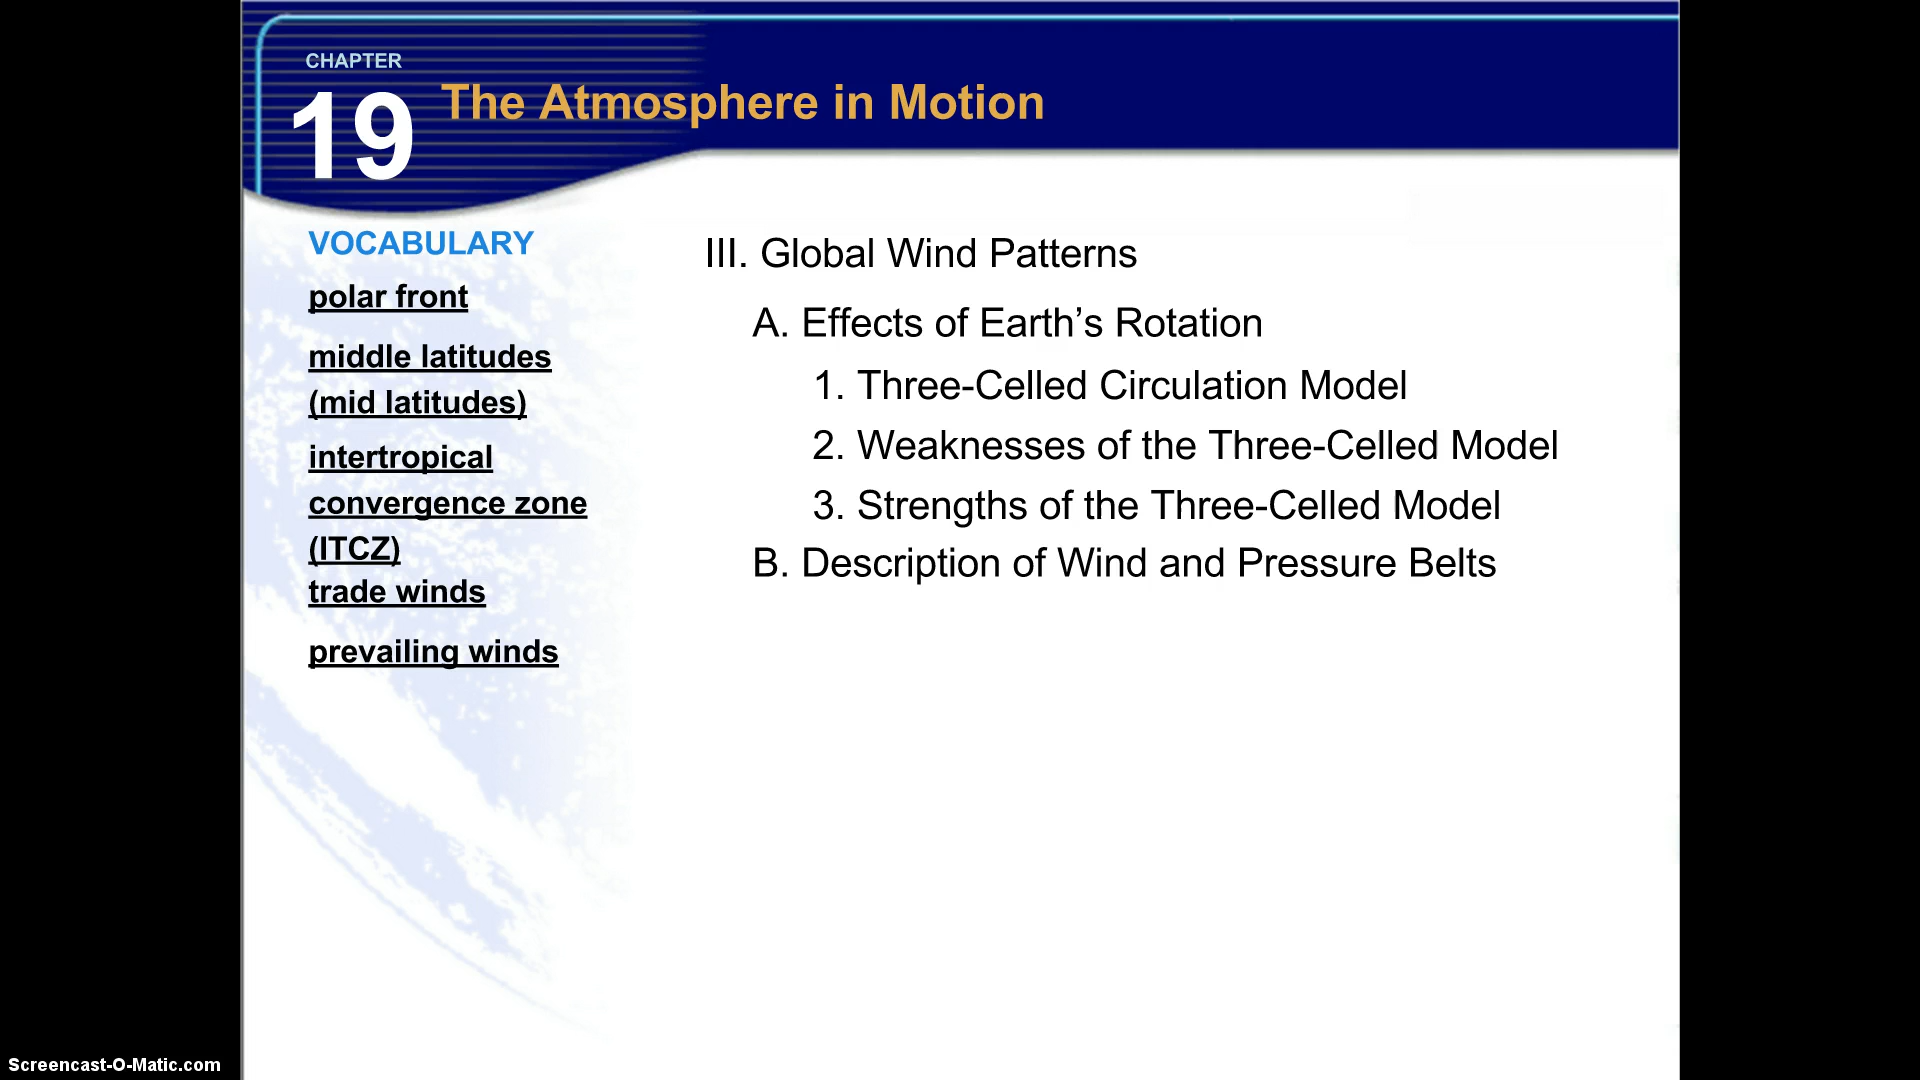 CHAPTER
19
The Atmosphere in Motion
VOCABULARY
polar front
middle latitudes
(mid latitudes)
intertropical
convergence zone
(ITCZ)
trade winds
prevailing winds
III. Global Wind Patterns
A. Effects of Earth’s Rotation
1. Three-Celled Circulation Model
2. Weaknesses of the Three-Celled Model
3. Strengths of the Three-Celled Model
B. Description of Wind and Pressure Belts
Screencast-O-Matic.com